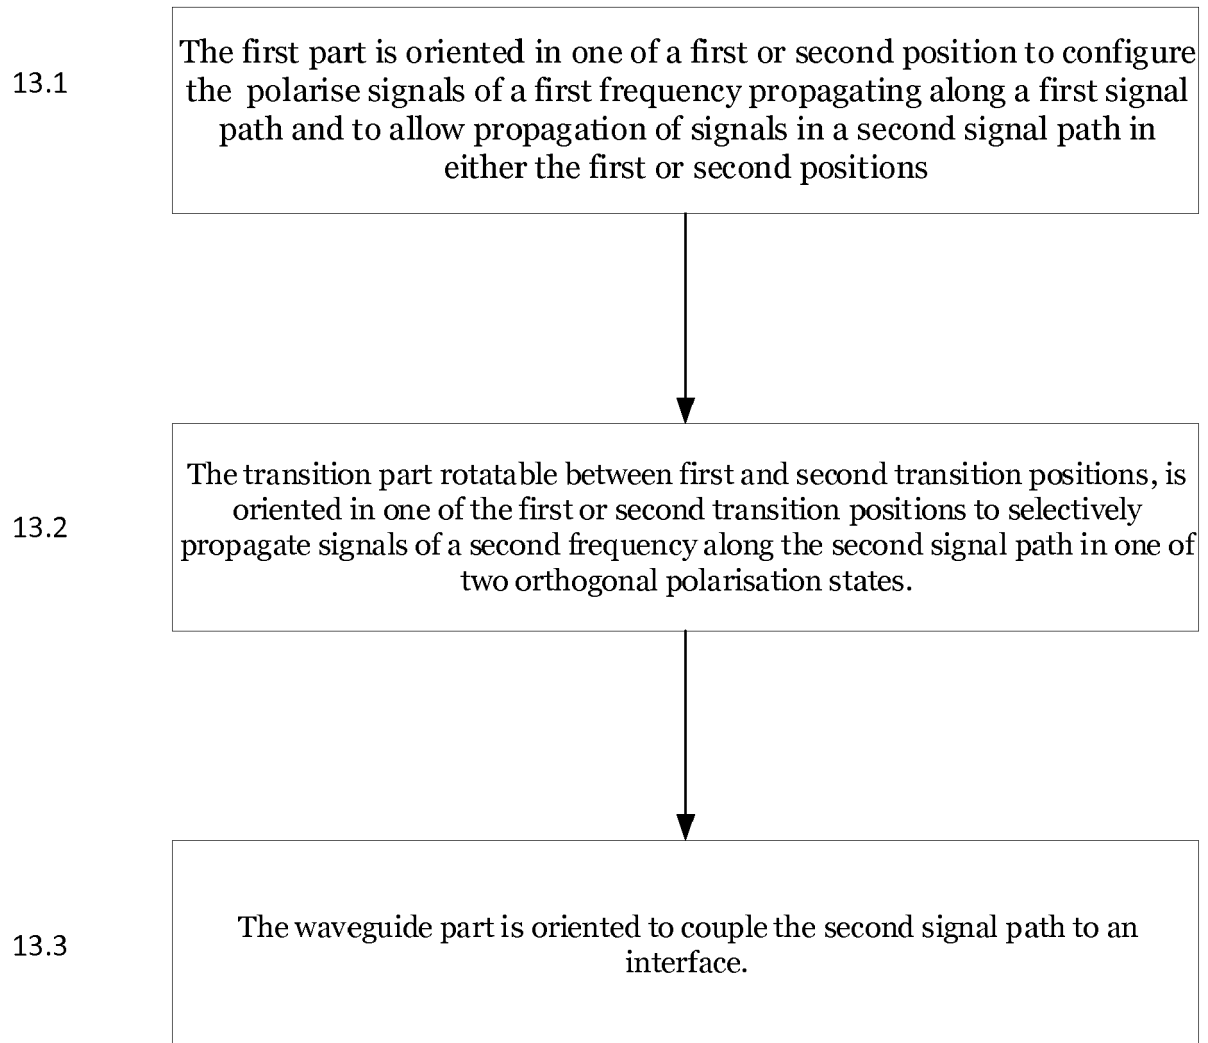 13.1
The first part is oriented in one of a first or second position to configure
the  polarise signals of a first frequency propagating along a first signal
path and to allow propagation of signals in a second signal path in
either the first or second positions
13.2
The transition part rotatable between first and second transition positions, is
oriented in one of the first or second transition positions to selectively
propagate signals of a second frequency along the second signal path in one of
two orthogonal polarisation states.
13.3
The waveguide part is oriented to couple the second signal path to an
interface.